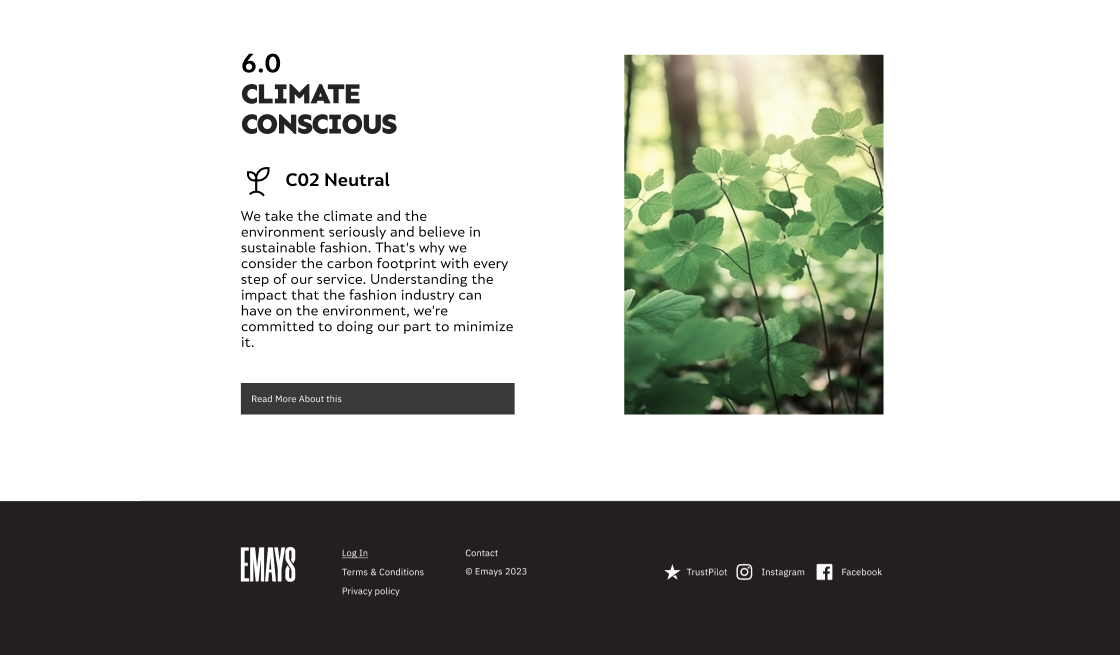 6.0
CLIMATE
CONSCIOUS
C02 Neutral
We take the climate and the
environment seriously and believe in
sustainable fashion. That's why we
consider the carbon footprint with every
step of our service. Understanding the
impact that the fashion industry can
have on the environment, we're
committed to doing our part to minimize
it.
Read More About this
EMAYS
Log In
Terms & Conditions
Privacy policy
Contact
© Emays 2023
TrustPilot
Instagram
Facebook